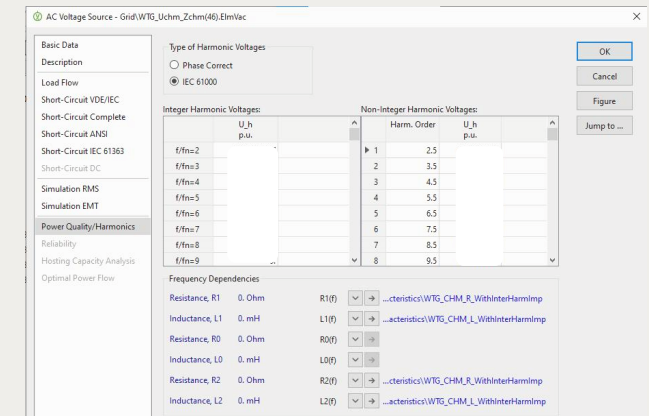 AC Voltage Source - Grid\WTG_Uchm_Zchm(46).ElmVac
Basic Data
Description
Load Flow
Short-Circuit VDE/IEC
Short-Circuit Complete
Short-Circuit ANSI
Short-Circuit IEC 61363
Short-Circuit DC
Simulation RMS
Simulation EMT
Power Quality/Harmonics
Reliability
Hosting Capacity Analysis
Optimal Power Flow
Type of Harmonic Voltages
Phase Correct
IEC 61000
Integer Harmonic Voltages:
U_h
p.u.
f/fn=2
f/fn=3
f/fn=4
f/fn=5
f/fn=6
f/fn=7
f/fn=8
f/fn=9
Non-Integer Harmonic Voltages:
Harm. Order U_h
p.u.
1 2.5
2 3.5
3 4.5
4 5.5
5 6.5
6 7.5
7 8.5
8 9.5
Frequency Dependencies
Resistance, R1 0. Ohm R1(f) ...cteristics\WTG_CHM_R_WithInterHarmImp
Inductance, L1 0. mH L1(f) ...acteristics\WTG_CHM_L_WithInterHarmImp
Resistance, R0 0. Ohm R0(f)
Inductance, L0 0. mH L0(f)
Resistance, R2 0. Ohm R2(f) ...cteristics\WTG_CHM_R_WithInterHarmImp
Inductance, L2 0. mH L2(f) ...acteristics\WTG_CHM_L_WithInterHarmImp
OK
Cancel
Figure
Jump to ...